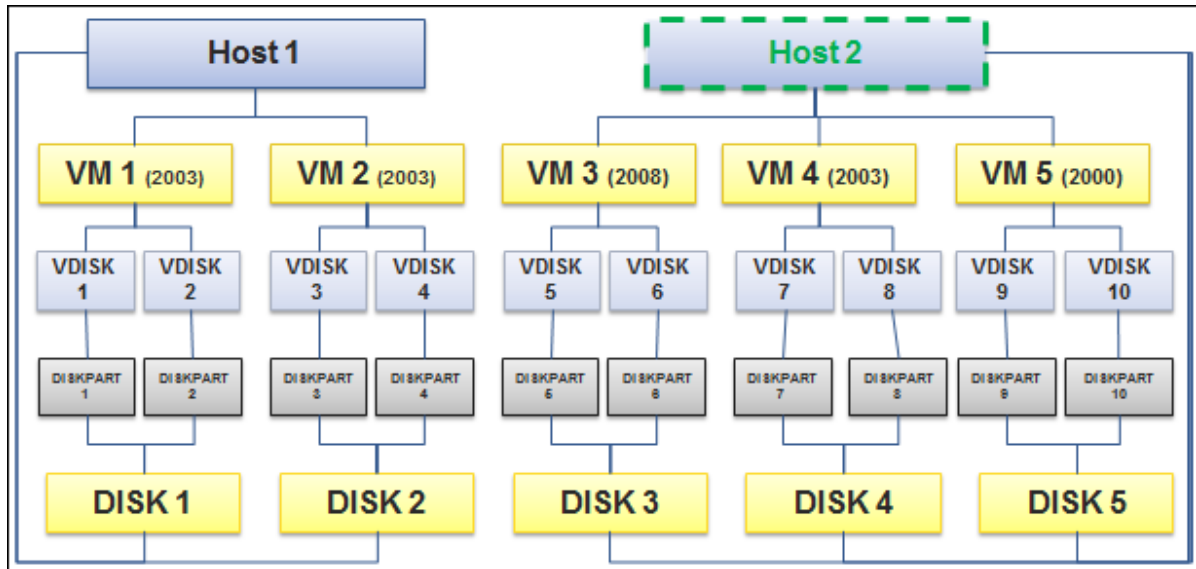 Host 1 Host 2
VM 1 (2003) VM 2 (2003) VM 3 (2008) VM 4 (2003) VM 5 (2000)
VDISK VDISK VDISK VDISK VDISK VDISK VDISK VDISK VDISK VDISK
1 2 3 4 5 6 7 8 9 10
DISKPART DISKPART DISKPART DISKPART DISKPART DISKPART DISKPART DISKPART DISKPART DISKPART
1 2 3 4 5 6 7 8 9 10
DISK 1 DISK 2 DISK 3 DISK 4 DISK 5